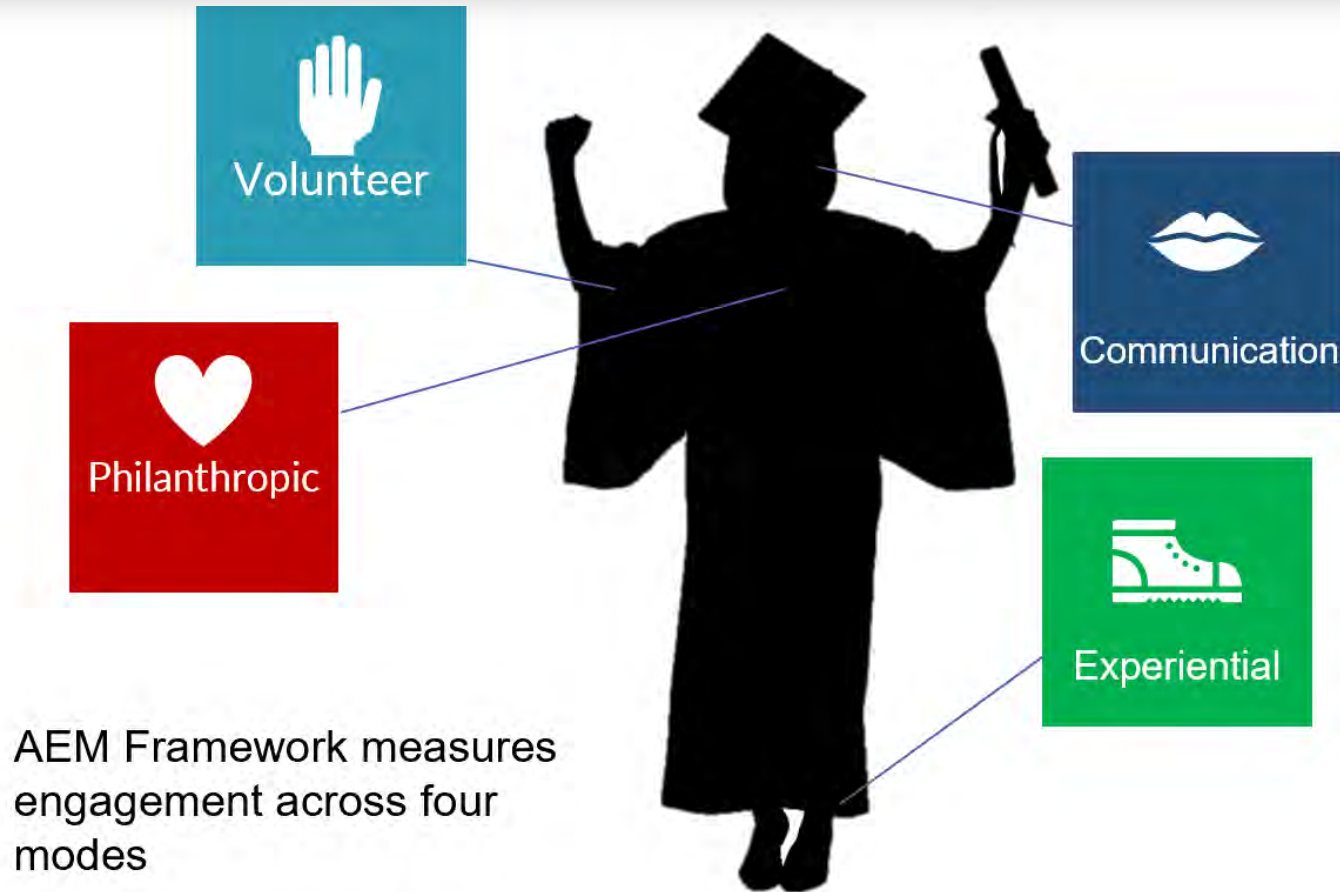 Volunteer
Communication
Philanthropic
Experiential
AEM Framework measures
engagement across four
modes